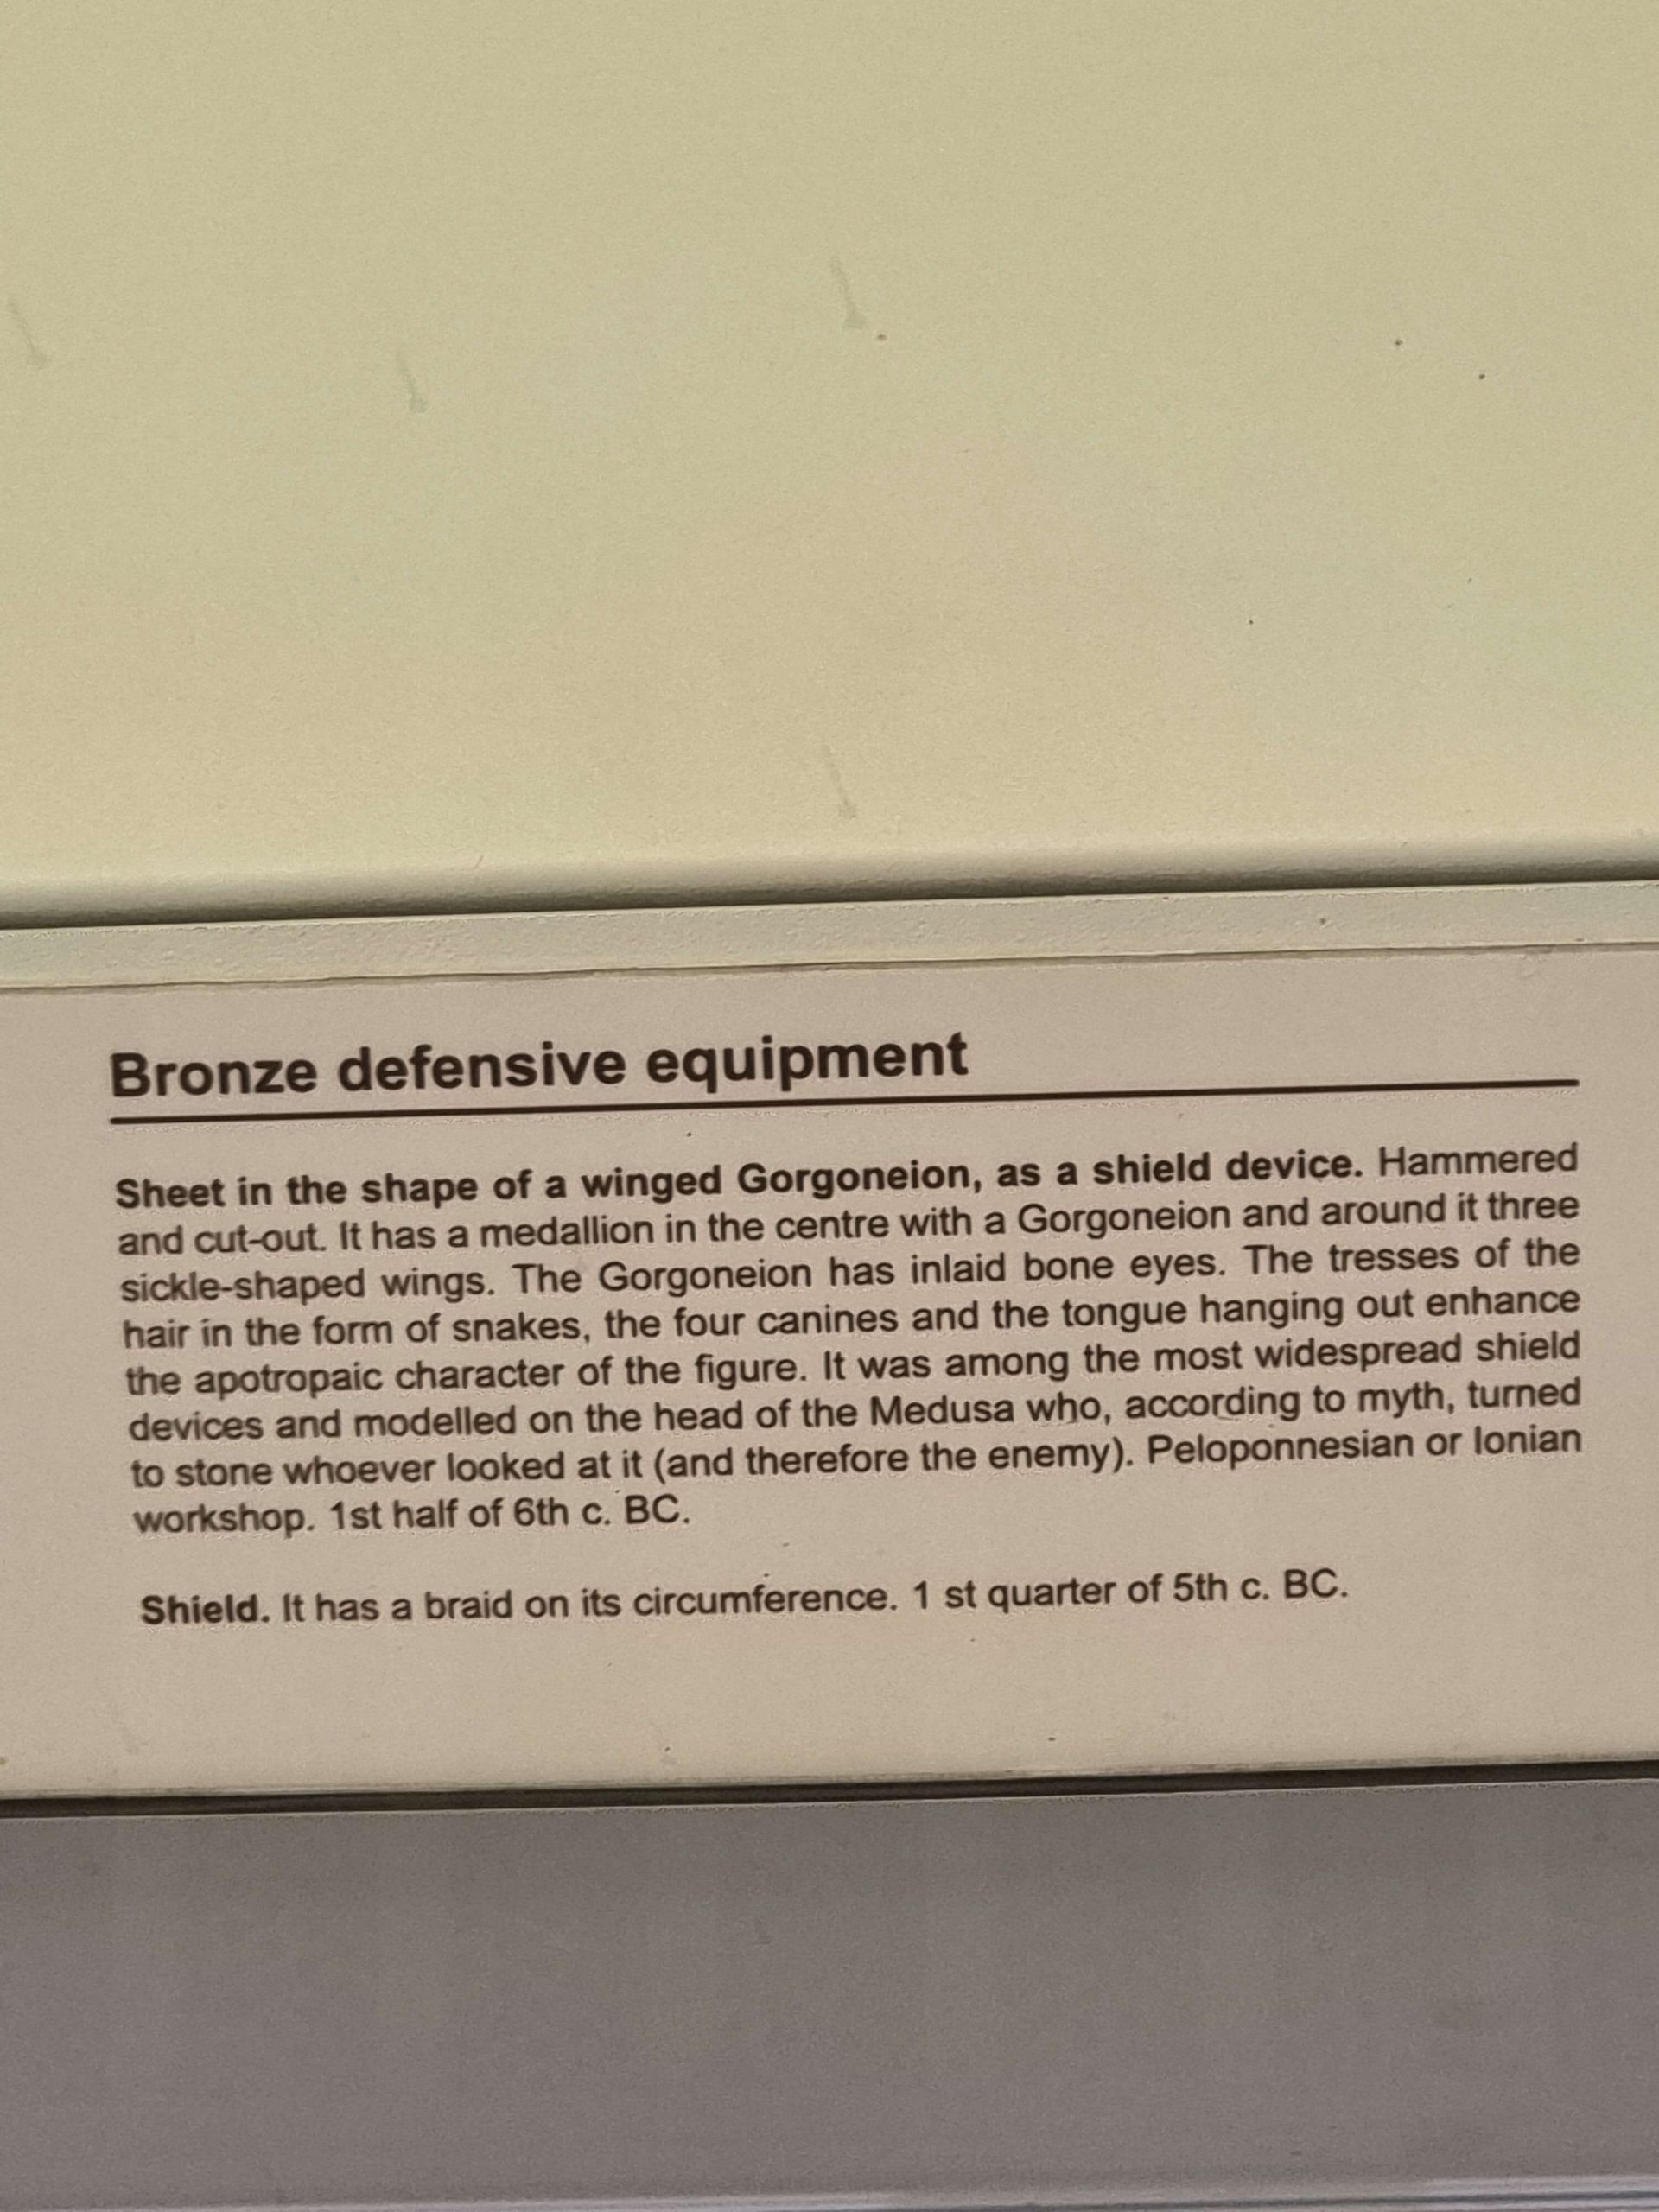 Bronze defensive equipment
Sheet in the shape of a winged Gorgoneion, as a shield device. Hammered
and cut-out. It has a medallion in the centre with a Gorgoneion and around it three
sickle-shaped wings. The Gorgoneion has inlaid bone eyes. The tresses of the
hair in the form of snakes, the four canines and the tongue hanging out enhance
the apotropaic character of the figure. It was among the most widespread shield
devices and modelled on the head of the Medusa who, according to myth, turned
to stone whoever looked at it (and therefore the enemy). Peloponnesian or Ionian
workshop. 1st half of 6th c. BC.
Shield. It has a braid on its circumference. 1 st quarter of 5th c. BC.